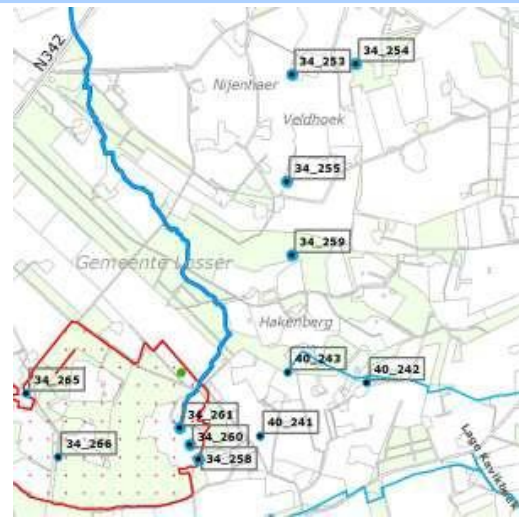 N342
34_253
34_254
Nijenhaer
Veldhoek
34_255
34_259
Gemeente Losser
Hakenberg
40_243
40_242
34_265
34_261
40_241
34_260
34_266
34_258
Lage Kavikbeek